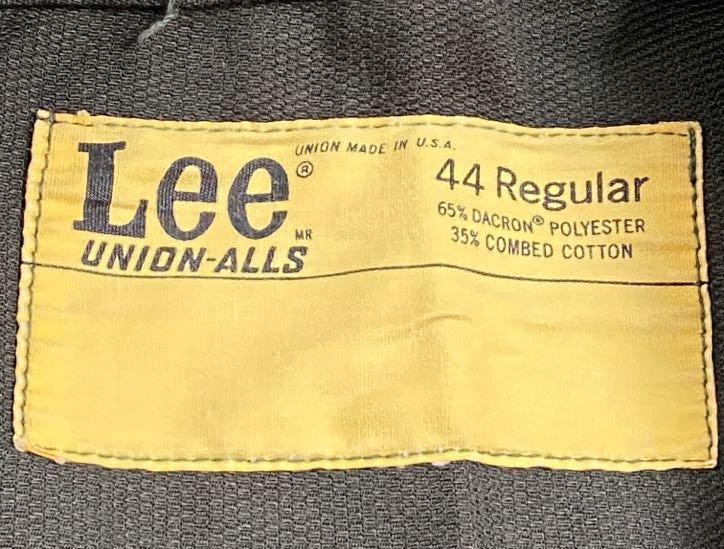 Lee®
MR
UNION-ALLS
UNION MADE IN U.S.A.
44 Regular
65% DACRON® POLYESTER
35% COMBED COTTON